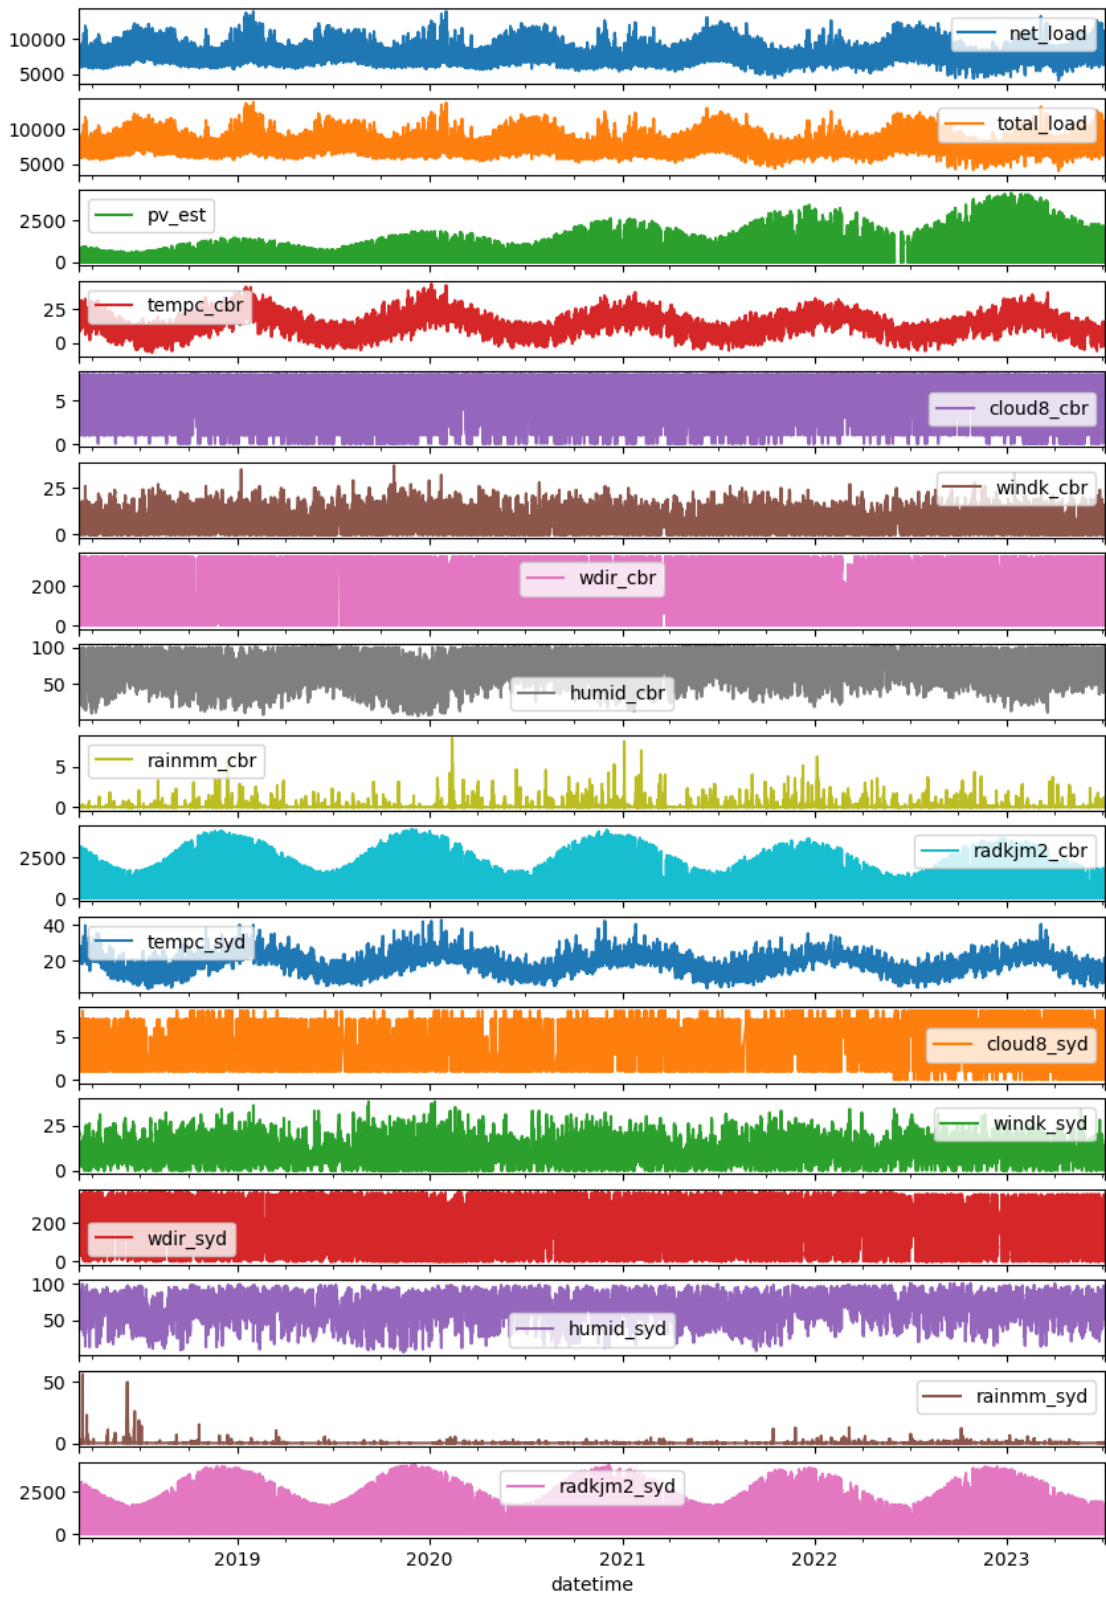 10000
5000
net_load
10000
5000
total_load
2500
0
pv_est
25
0
tempc_cbr
5
0
cloud8_cbr
25
0
windk_cbr
200
0
wdir_cbr
100
50
humid_cbr
5
0
rainmm_cbr
2500
0
radkjm2_cbr
40
20
tempc_syd
5
0
cloud8_syd
25
0
windk_syd
200
0
wdir_syd
100
50
humid_syd
50
0
rainmm_syd
2500
0
radkjm2_syd
2019 2020 2021 2022 2023
datetime